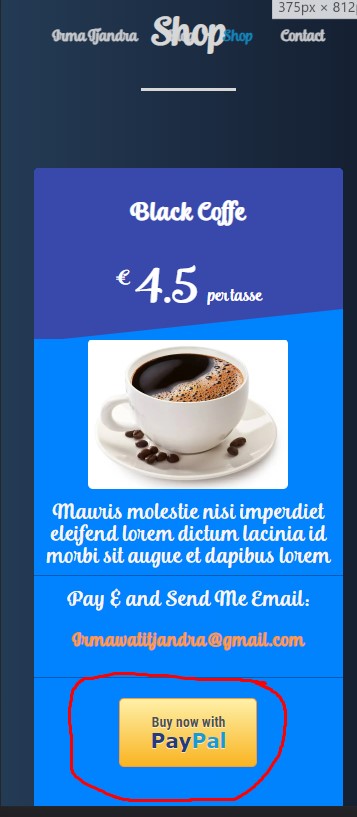 375px × 812p
Irma Tjandra
Shop
Shop
Contact
Black Coffe
€ 4.5 per tasse
Mauris molestie nisi imperdiet
eleifend lorem dictum lacinia id
morbi sit augue et dapibus lorem
Pay & and Send Me Email:
Irmawatitjandra@gmail.com
Buy now with
PayPal